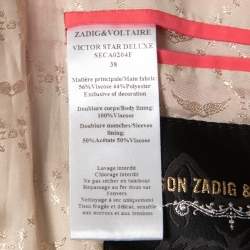 ZADIG&VOLTAIRE
VICTOR STAR DELUXE
SECA0204F
38
Matière principale/Main fabric
56%Viscose 44%Polyester
Exclusive of decoration
Doublure corps/Body lining:
100%Viscose
Doublure manches/Sleeves
lining:
50%Acetate 50%Viscose
Lavage interdit
Chlorage interdit
Ne pas sécher en tambour
Repassage au fer doux sur
l'envers
Nettoyage à sec uniquement
Tissu fragile et délicat, sensible
aux accrocs et aux tensions
SON ZADIG &